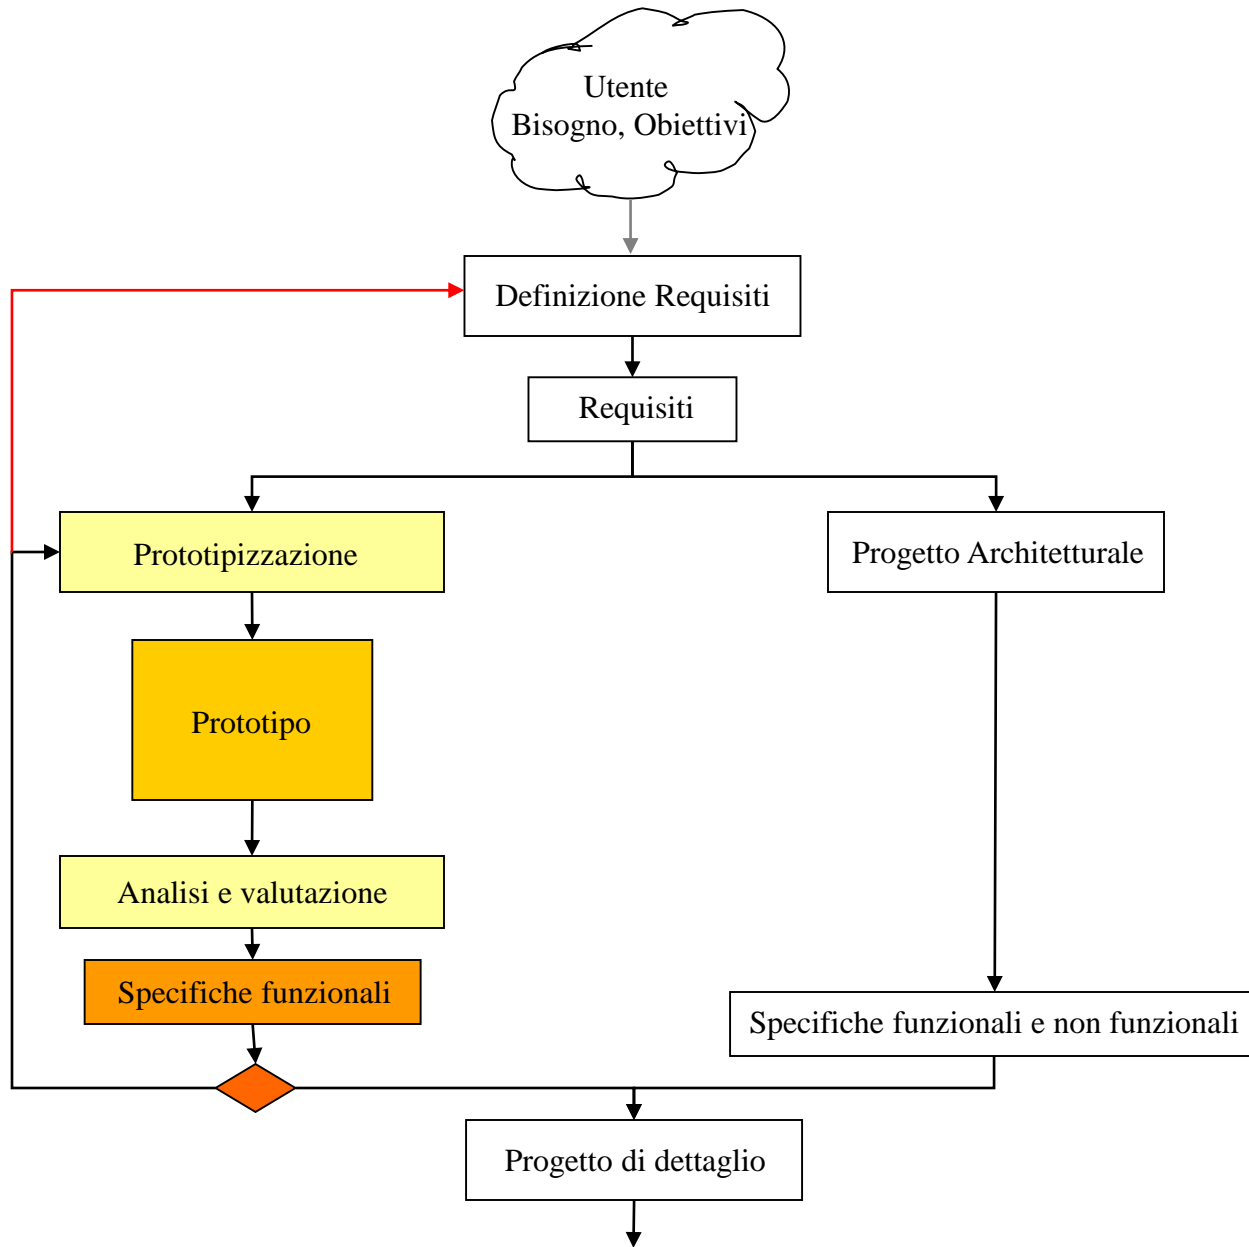 Utente
Bisogno, Obiettivi
Definizione Requisiti
Requisiti
Prototipizzazione
Progetto Architetturale
Prototipo
Analisi e valutazione
Specifiche funzionali
Specifiche funzionali e non funzionali
Progetto di dettaglio